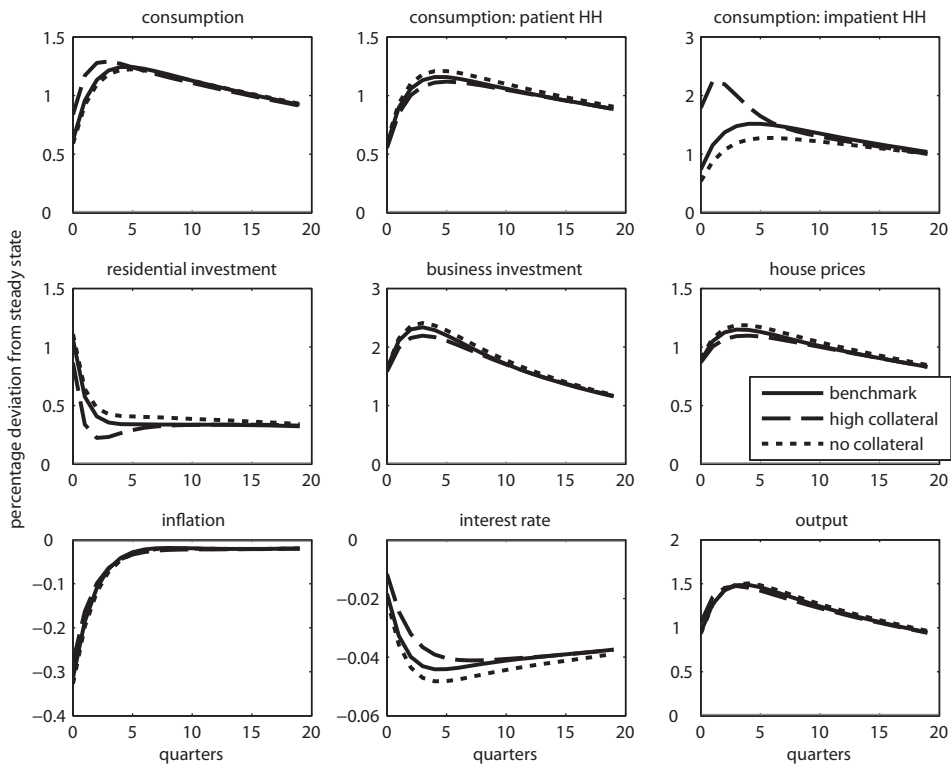 consumption
consumption: patient HH
consumption: impatient HH
1.5
1
0.5
0
0 5 10 15 20
1.5
1
0.5
0
0 5 10 15 20
3
2
1
0
0 5 10 15 20
percentage deviation from steady state
residential investment
business investment
house prices
1.5
1
0.5
0
0 5 10 15 20
3
2
1
0
0 5 10 15 20
1.5
1
0.5
0
0 5 10 15 20
benchmark
high collateral
no collateral
inflation
interest rate
output
0
−0.1
−0.2
−0.3
−0.4
0 5 10 15 20
quarters
0
−0.02
−0.04
−0.06
0 5 10 15 20
quarters
2
1.5
1
0.5
0
0 5 10 15 20
quarters